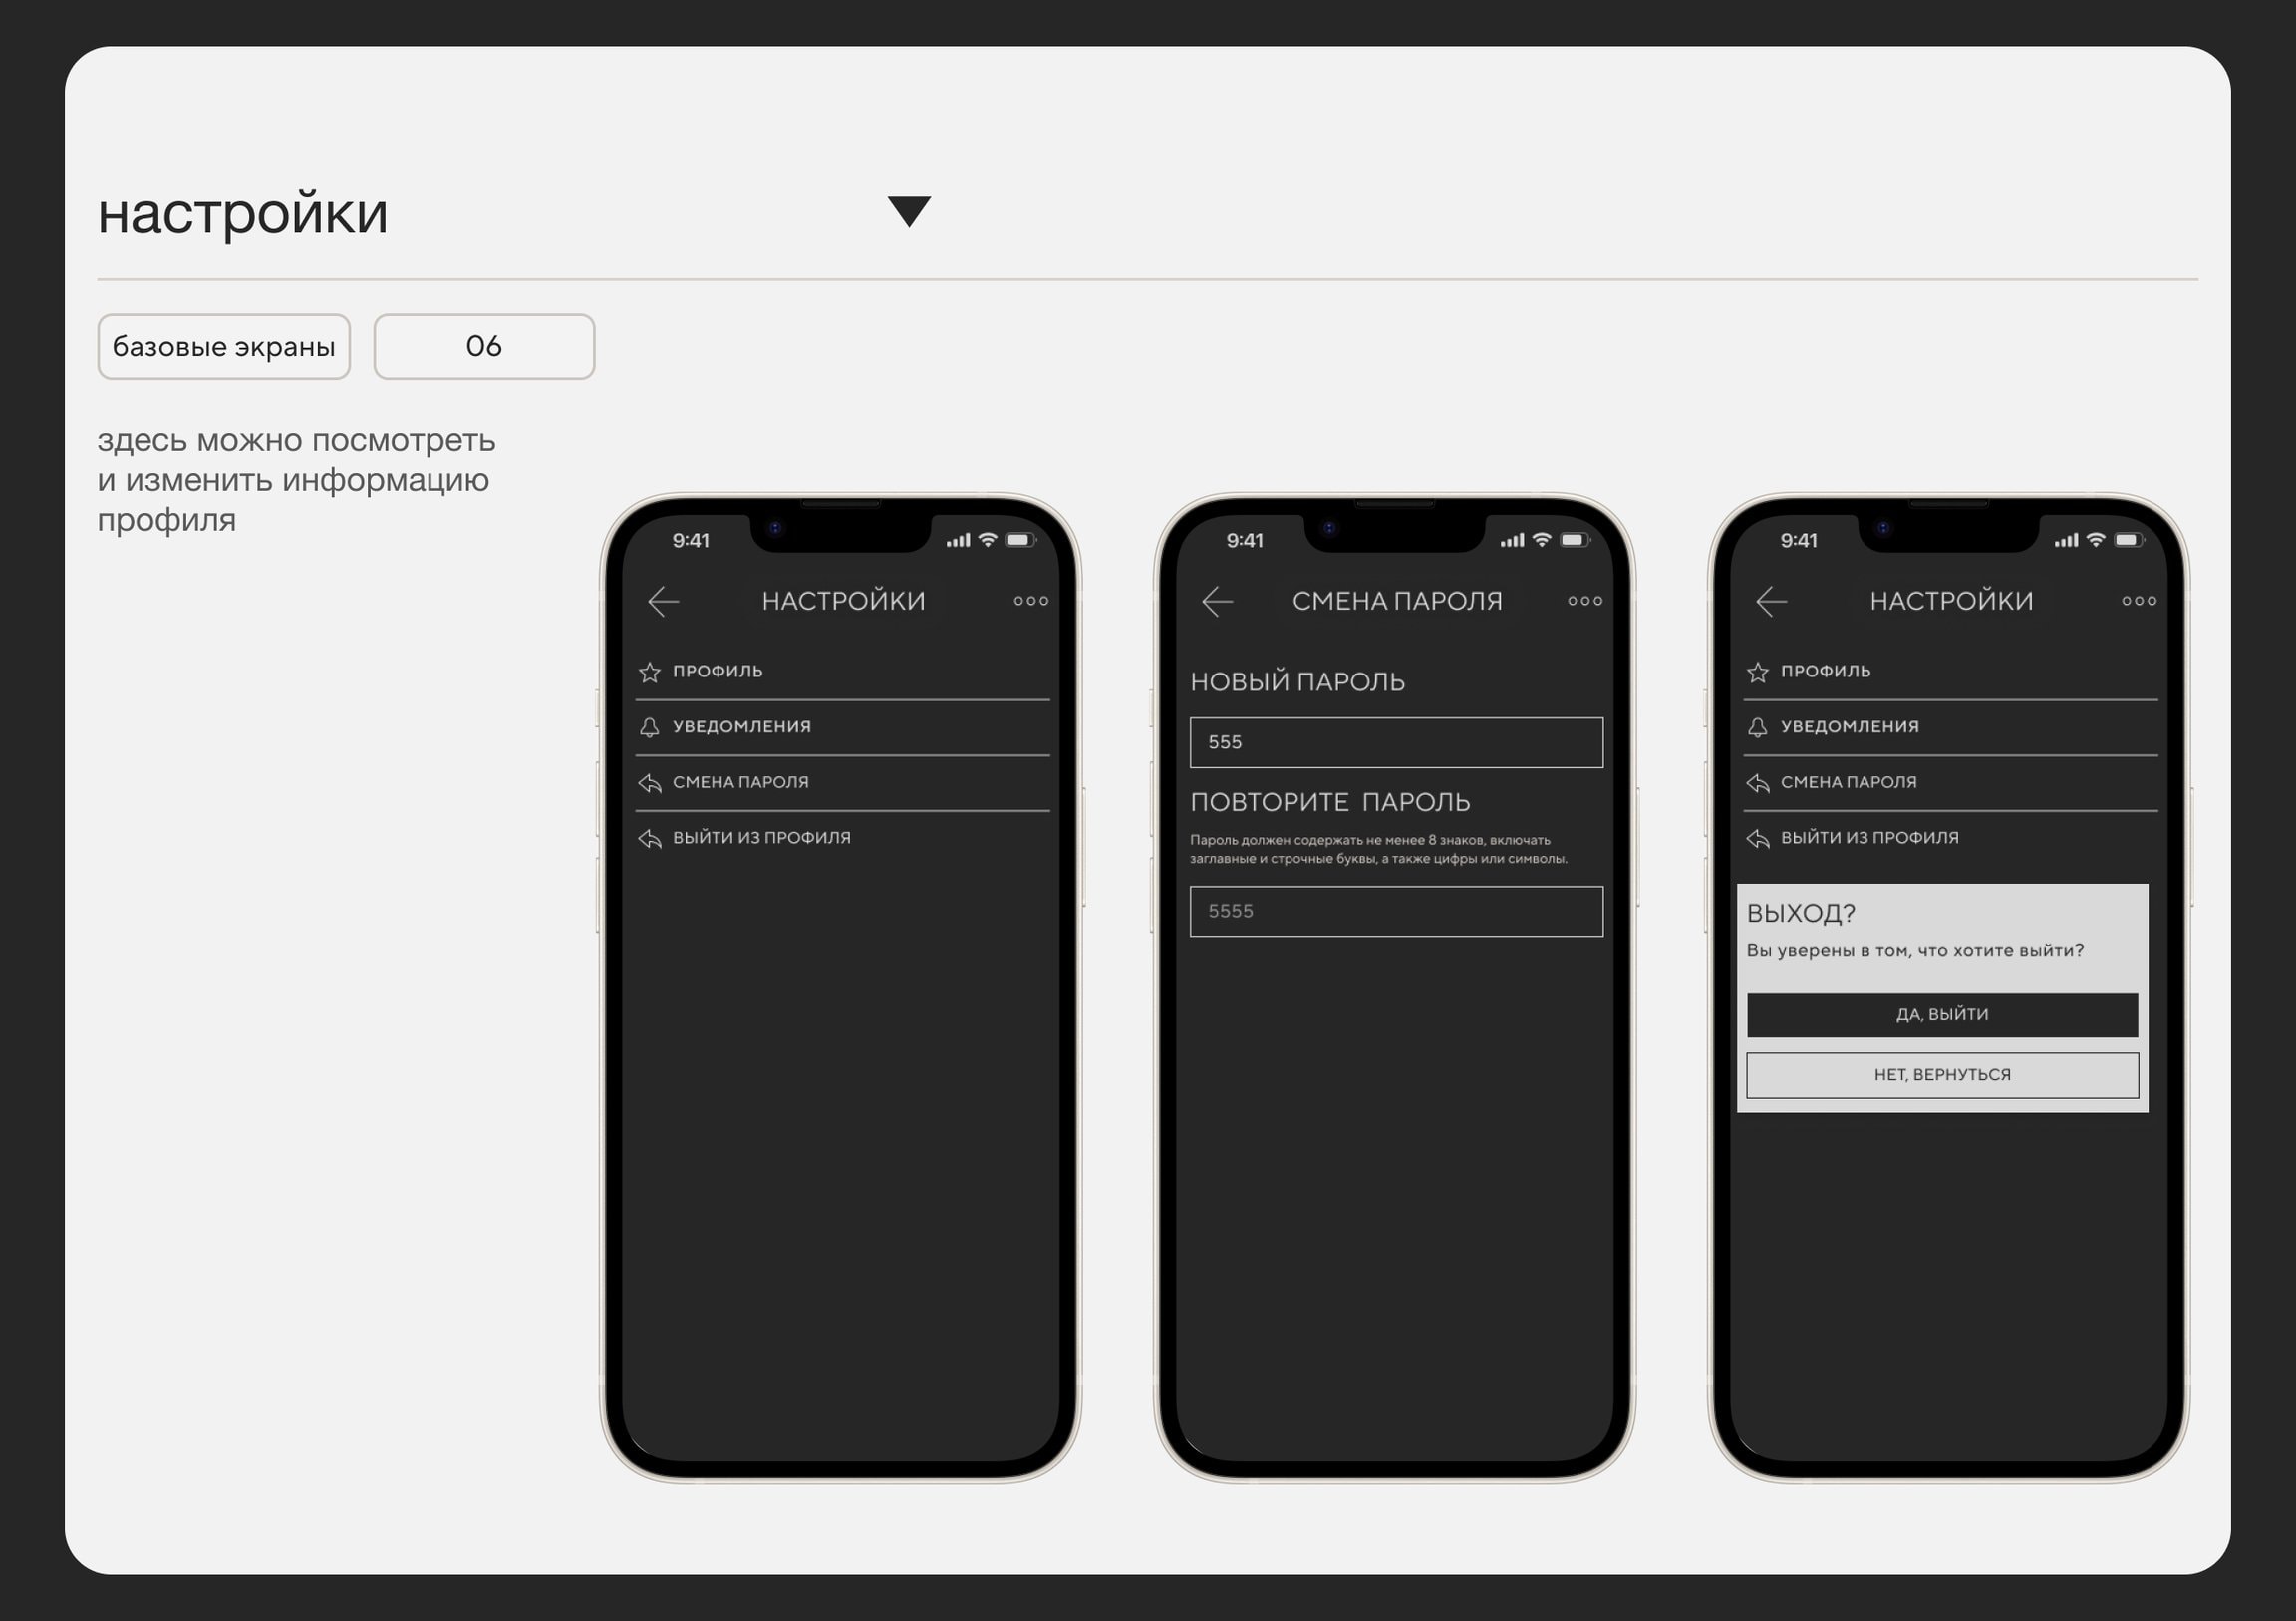 настройки
базовые экраны
06
здесь можно посмотреть
и изменить информацию
профиля
9:41
НАСТРОЙКИ
ПРОФИЛЬ
УВЕДОМЛЕНИЯ
СМЕНА ПАРОЛЯ
ВЫЙТИ ИЗ ПРОФИЛЯ
9:41
СМЕНА ПАРОЛЯ
НОВЫЙ ПАРОЛЬ
555
ПОВТОРИТЕ ПАРОЛЬ
Пароль должен содержать не менее 8 знаков, включать
заглавные и строчные буквы, а также цифры или символы.
5555
9:41
НАСТРОЙКИ
ПРОФИЛЬ
УВЕДОМЛЕНИЯ
СМЕНА ПАРОЛЯ
ВЫЙТИ ИЗ ПРОФИЛЯ
ВЫХОД?
Вы уверены в том, что хотите выйти?
ДА, ВЫЙТИ
НЕТ, ВЕРНУТЬСЯ